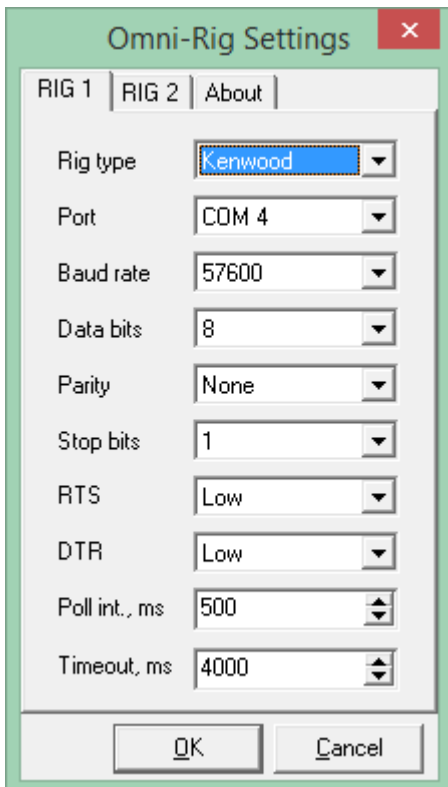 Omni-Rig Settings
RIG 1 RIG 2 About
Rig type Kenwood
Port COM 4
Baud rate 57600
Data bits 8
Parity None
Stop bits 1
RTS Low
DTR Low
Poll int., ms 500
Timeout, ms 4000
OK Cancel